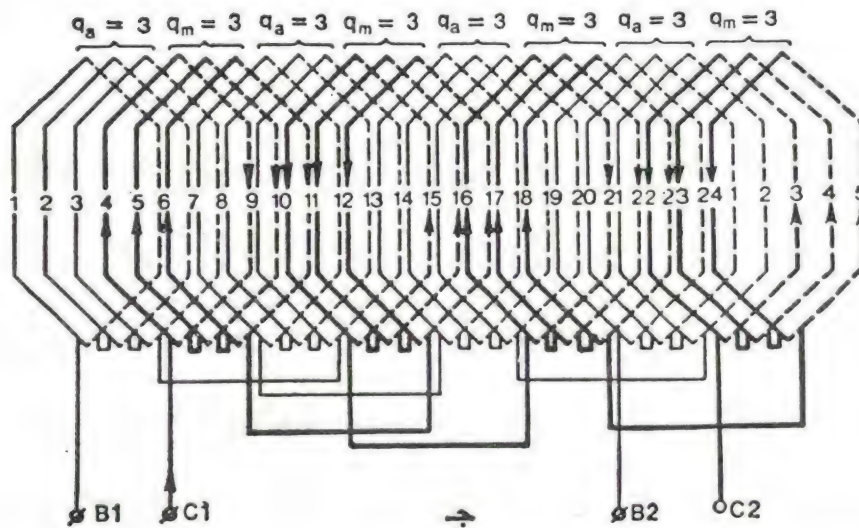 qa = 3 qm = 3 qa = 3 qm = 3 qa = 3 qm = 3 qa = 3 qm = 3
1 2 3 4 5 6 7 8 9 10 11 12 13 14 15 16 17 18 19 20 21 22 23 24 1 2 3 4
B1 C1 B2 C2